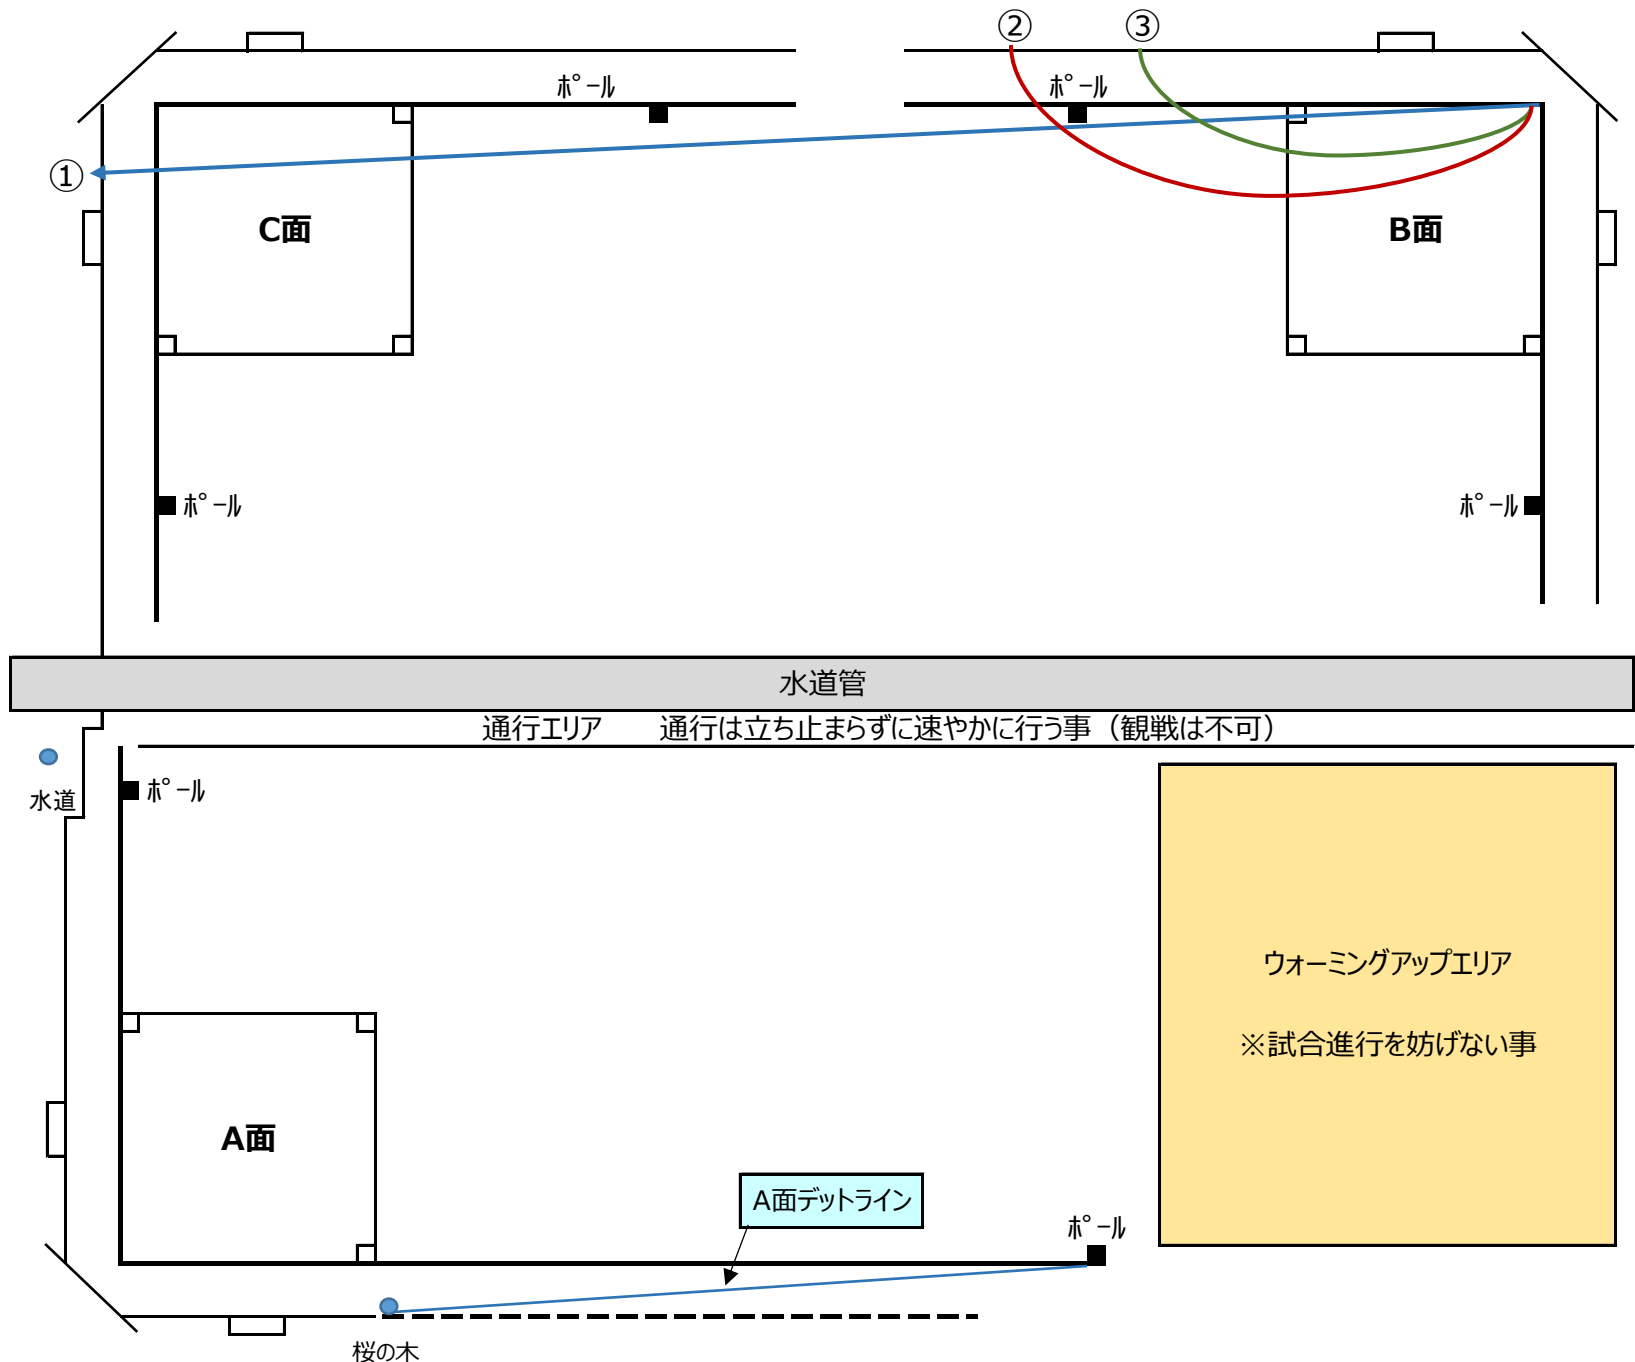 ② ③
ﾎﾟｰﾙ ﾎﾟｰﾙ
①
C面 B面
ﾎﾟｰﾙ ﾎﾟｰﾙ
水道管
通行エリア 通行は立ち止まらずに速やかに行う事（観戦は不可）
水道
ﾎﾟｰﾙ
ウォーミングアップエリア
※試合進行を妨げない事
A面
A面デットライン
ﾎﾟｰﾙ
桜の木